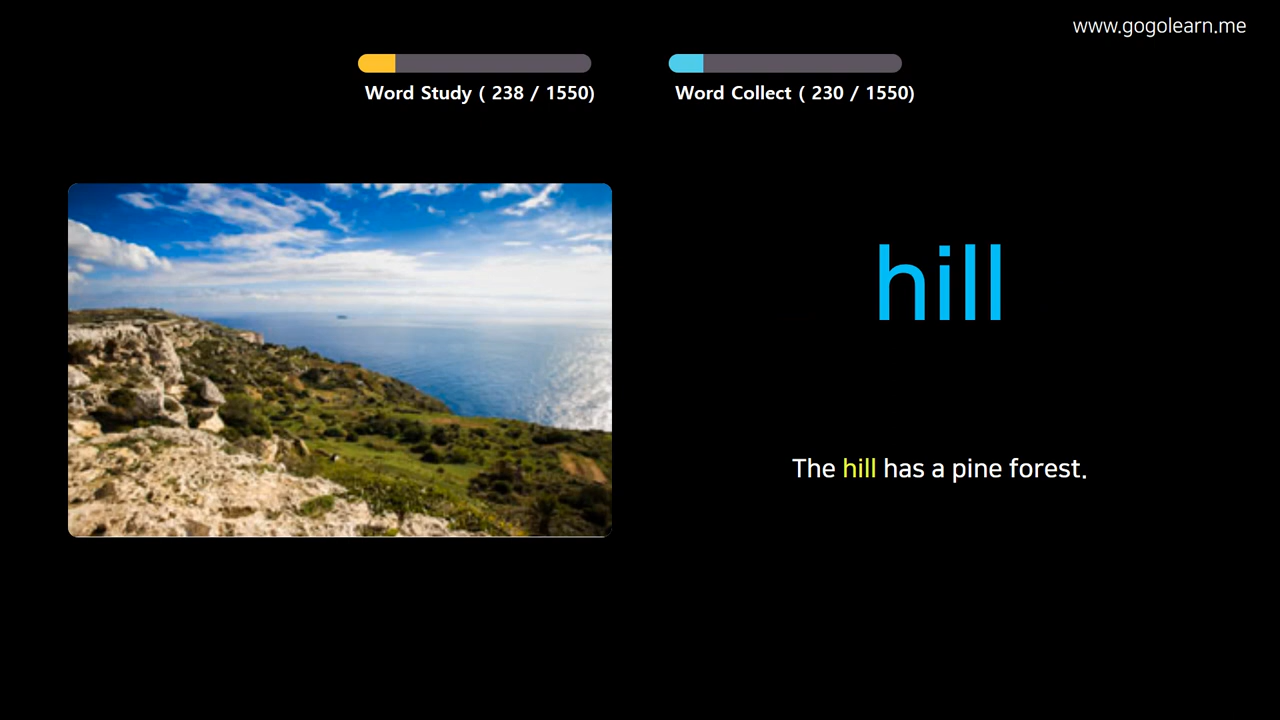 www.gogolearn.me
Word Study ( 238 / 1550)
Word Collect ( 230 / 1550)
hill
The hill has a pine forest.